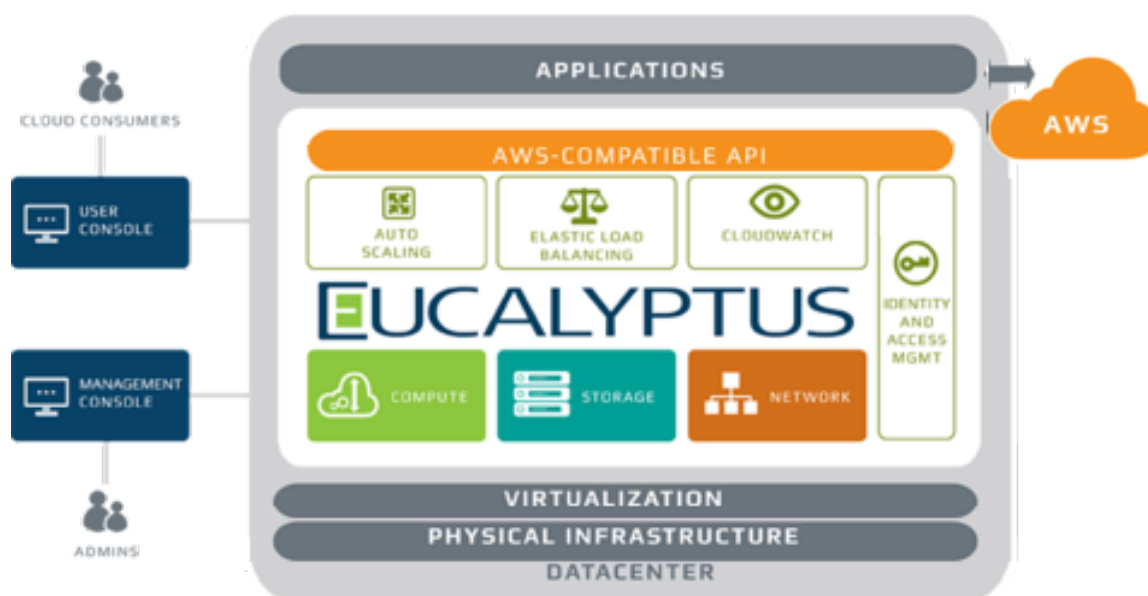 APPLICATIONS
CLOUD CONSUMERS
AWS
AWS-COMPATIBLE API
USER
CONSOLE
AUTO
SCALING
ELASTIC LOAD
BALANCING
CLOUDWATCH
IDENTITY
AND
ACCESS
MGMT
EUCALYPTUS
MANAGEMENT
CONSOLE
COMPUTE
STORAGE
NETWORK
ADMINS
VIRTUALIZATION
PHYSICAL INFRASTRUCTURE
DATACENTER